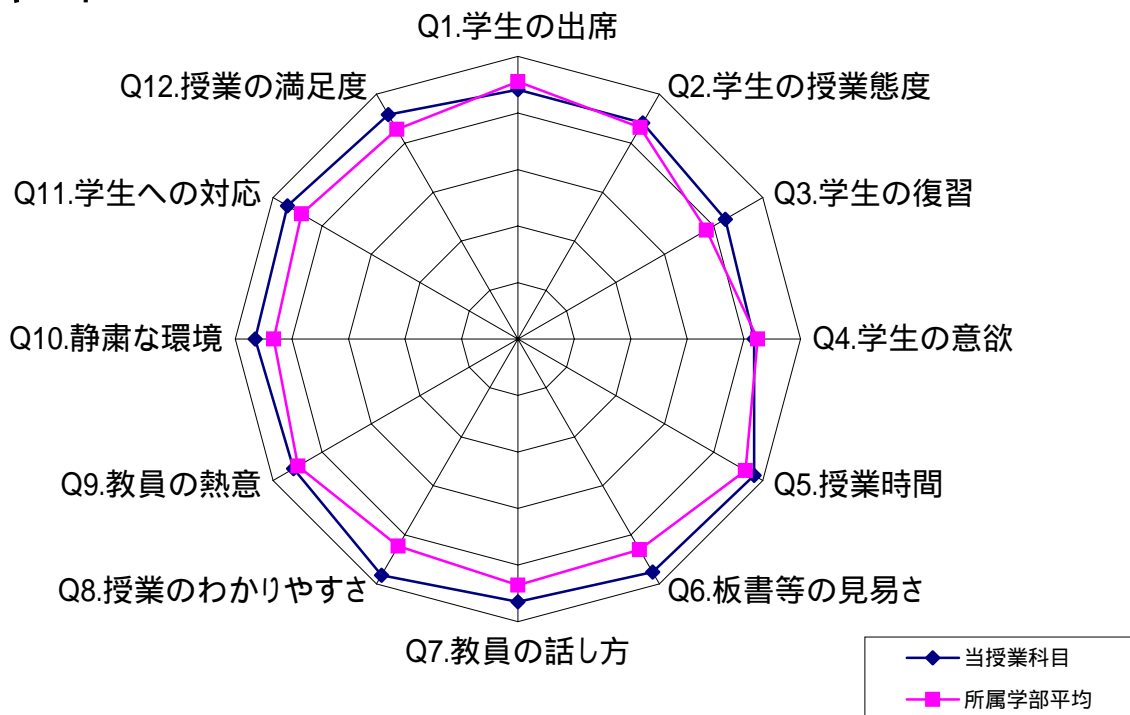 Q1.学生の出席
Q2.学生の授業態度
Q3.学生の復習
Q4.学生の意欲
Q5.授業時間
Q6.板書等の見易さ
Q7.教員の話し方
Q8.授業のわかりやすさ
Q9.教員の熱意
Q10.静粛な環境
Q11.学生への対応
Q12.授業の満足度
当授業科目
所属学部平均